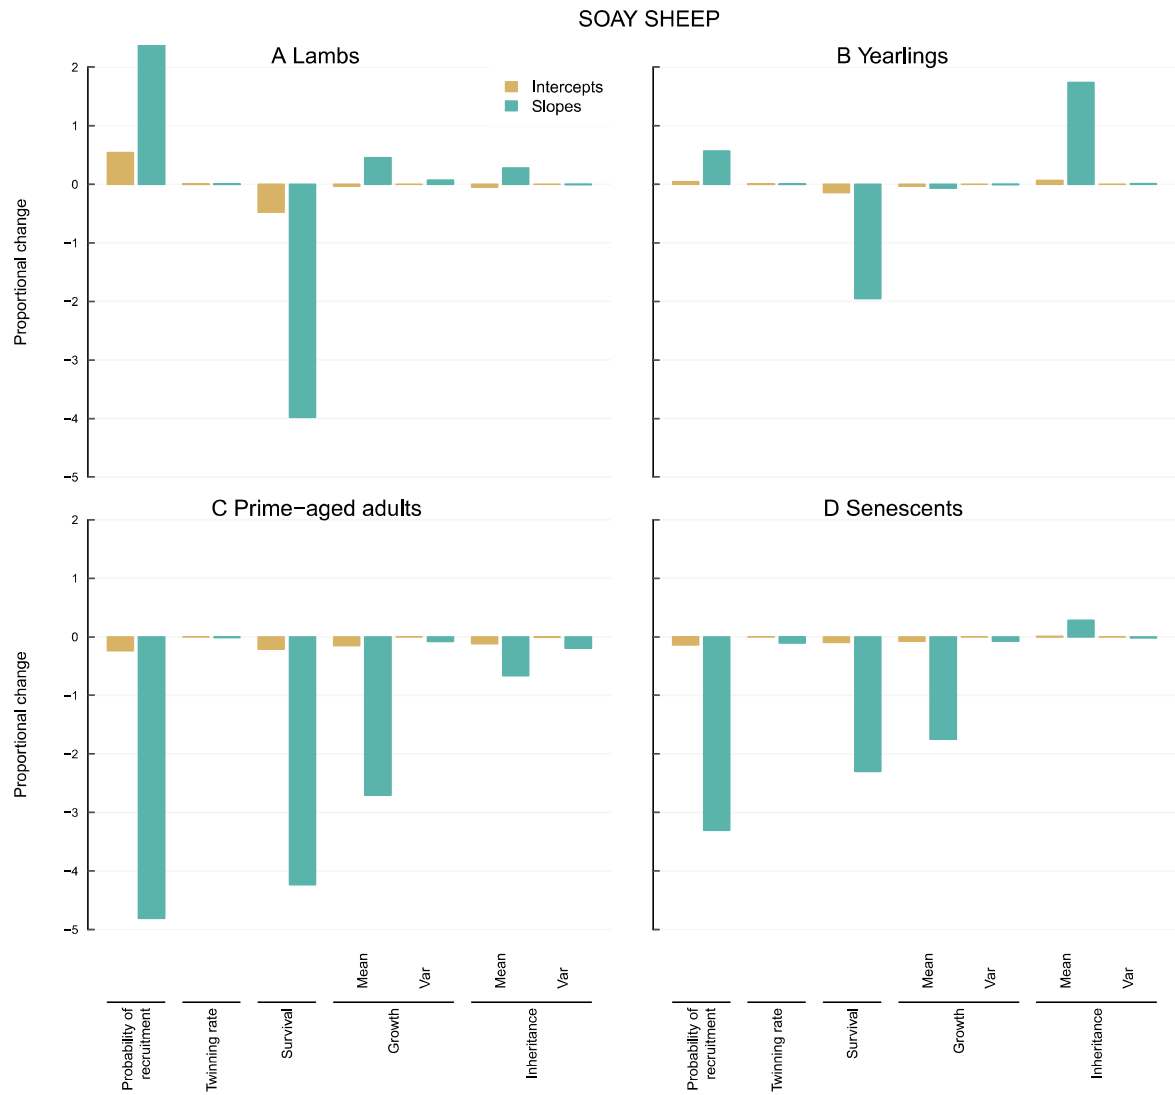 SOAY SHEEP
A Lambs
B Yearlings
Intercepts
Slopes
Proportional change
2
1
0
−1
−2
−3
−4
−5
C Prime−aged adults
D Senescents
Proportional change
2
1
0
−1
−2
−3
−4
−5
Mean
Var
Mean
Var
Mean
Var
Mean
Var
Probability of
recruitment
Twinning rate
Survival
Growth
Inheritance
Probability of
recruitment
Twinning rate
Survival
Growth
Inheritance